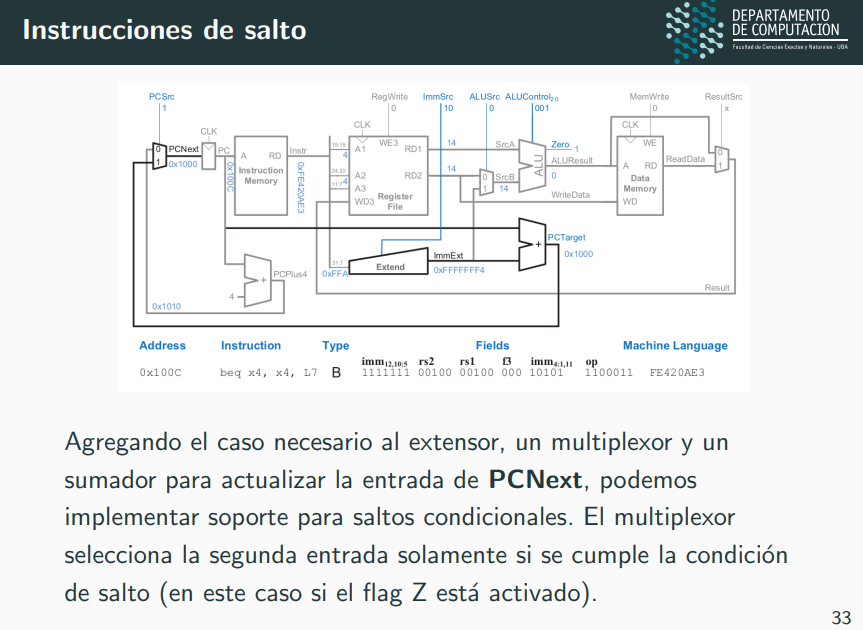 Instrucciones de salto
DEPARTAMENTO
DE COMPUTACION
Facultad de Ciencias Exactas y Naturales - UBA
PCSrc
1
RegWrite
0
ImmSrc
10
ALUSrc
0
ALUControl2:0
001
MemWrite
0
ResultSrc
x
CLK
CLK
CLK
0
1
PCNext
0x1000
PC
0x100C
A
RD
Instruction
Memory
Instr
0xFE420AE3
19:15
4
A1
WE3
RD1
14
SrcA
24:20
4
A2
RD2
14
11:7
A3
WD3
Register
File
0
1
SrcB
14
ALU
Zero
1
ALUResult
0
WriteData
WE
A
RD
Data
Memory
WD
ReadData
0
1
31:7
0xFFA
Extend
ImmExt
0xFFFFFFF4
+
PCTarget
0x1000
+
PCPlus4
4
0x1010
Result
Address Instruction Type Fields Machine Language
imm12,10:5 rs2 rs1 f3 imm4:1,11 op
0x100C beq x4, x4, L7 B 1111111 00100 00100 000 10101 1100011 FE420AE3
Agregando el caso necesario al extensor, un multiplexor y un
sumador para actualizar la entrada de PCNext, podemos
implementar soporte para saltos condicionales. El multiplexor
selecciona la segunda entrada solamente si se cumple la condición
de salto (en este caso si el flag Z está activado).
33